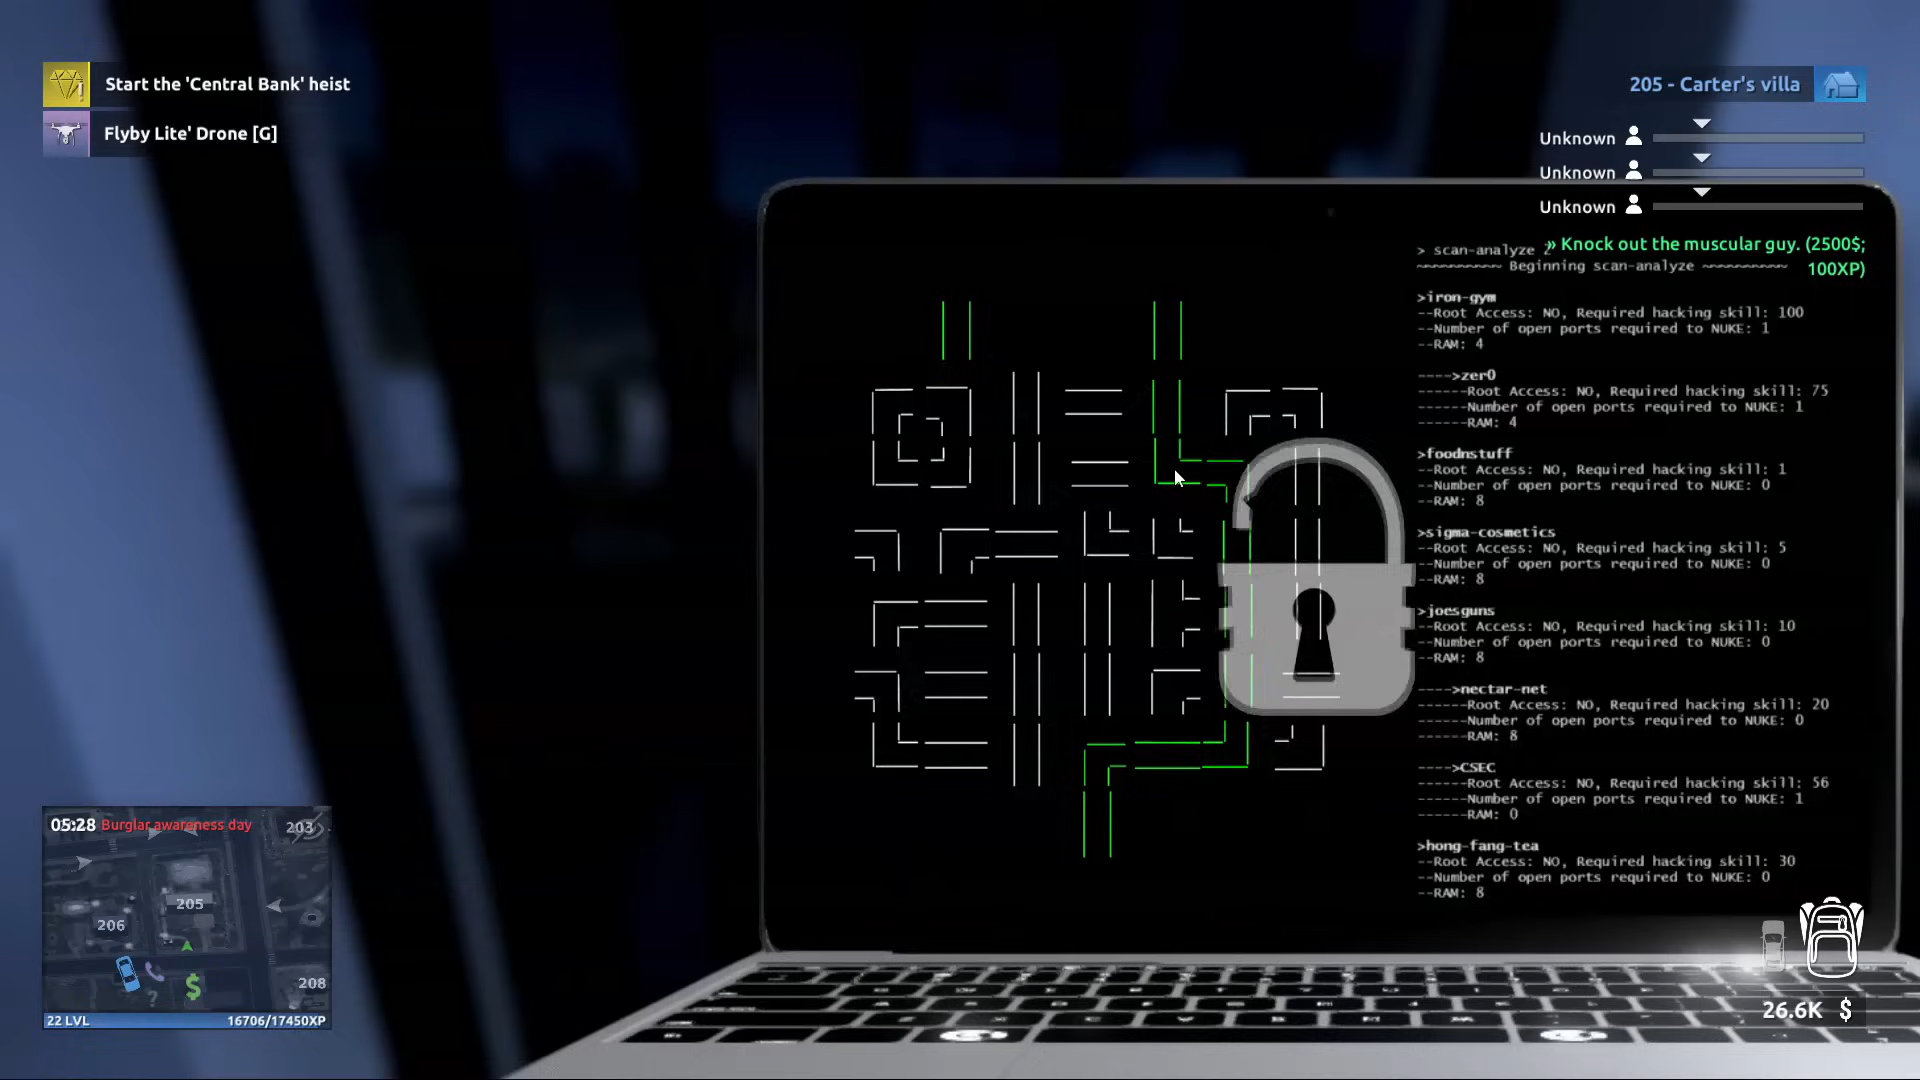 Start the 'Central Bank' heist
Flyby Lite' Drone [G]
205 - Carter's villa
Unknown
Unknown
Unknown
» Knock out the muscular guy. (2500$;
100XP)
> scan-analyze
~~~~~~~~~~ Beginning scan-analyze ~~~~~~~~~~
>iron-gym
--Root Access: NO, Required hacking skill: 100
--Number of open ports required to NUKE: 1
--RAM: 4
---->zer0
------Root Access: NO, Required hacking skill: 75
------Number of open ports required to NUKE: 1
------RAM: 4
>foodnstuff
--Root Access: NO, Required hacking skill: 1
--Number of open ports required to NUKE: 0
--RAM: 8
>sigma-cosmetics
--Root Access: NO, Required hacking skill: 5
--Number of open ports required to NUKE: 0
--RAM: 8
>joesguns
--Root Access: NO, Required hacking skill: 10
--Number of open ports required to NUKE: 0
--RAM: 8
---->nectar-net
------Root Access: NO, Required hacking skill: 20
------Number of open ports required to NUKE: 0
------RAM: 8
---->CSEC
------Root Access: NO, Required hacking skill: 56
------Number of open ports required to NUKE: 1
------RAM: 0
>hong-fang-tea
--Root Access: NO, Required hacking skill: 30
--Number of open ports required to NUKE: 0
--RAM: 8
05:28 Burglar awareness day
203
205
206
208
?
$
22 LVL
16706/17450XP
26.6K $